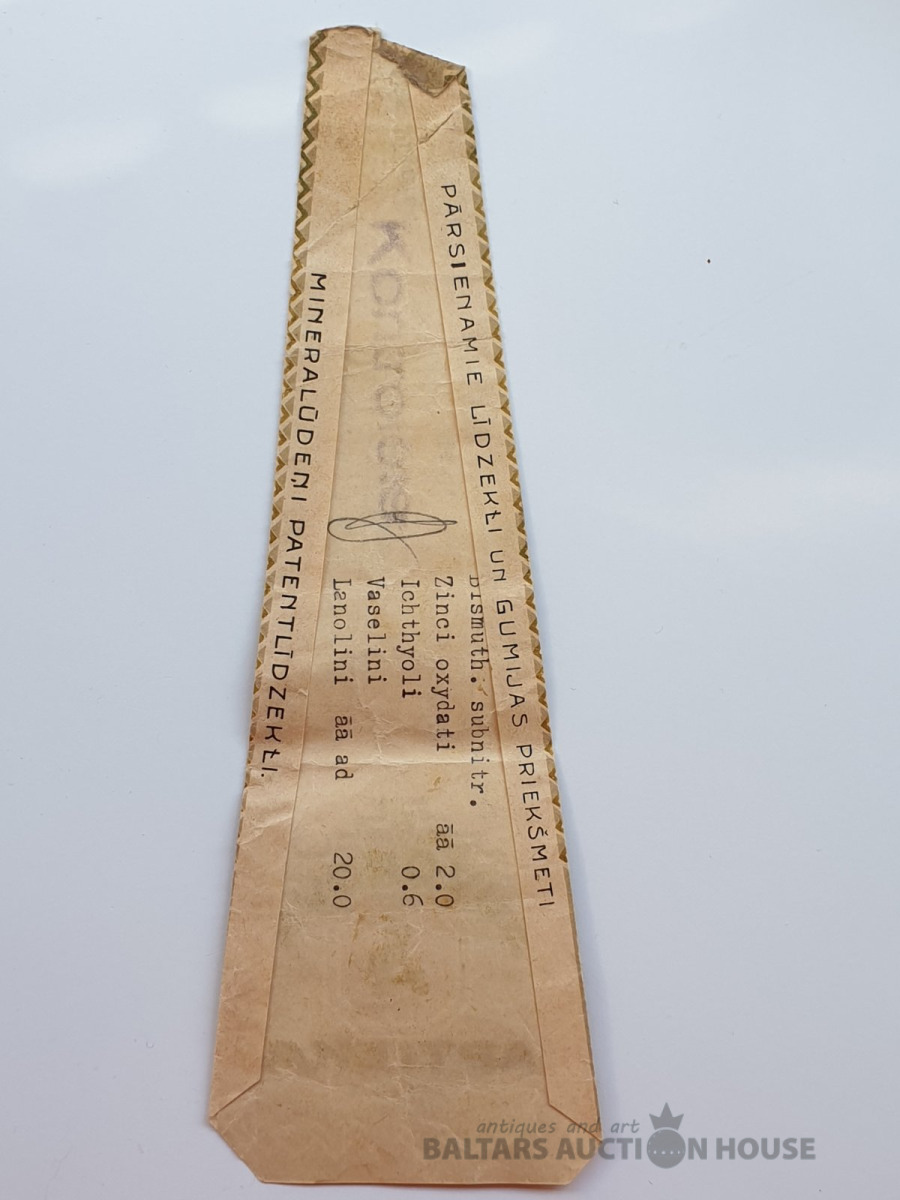 PĀRSIENAMIE LĪDZEKĻI UN GUMIJAS PRIEKŠMETI
Bismuth. subnitr.
Zinci oxydati āā 2.0
Ichthyoli 0.6
Vaselini
Lanolini āā ad 20.0
MINERALŪDEŅI PATENTLĪDZEKĻI.
antiques and art
BALTARS AUCTION HOUSE